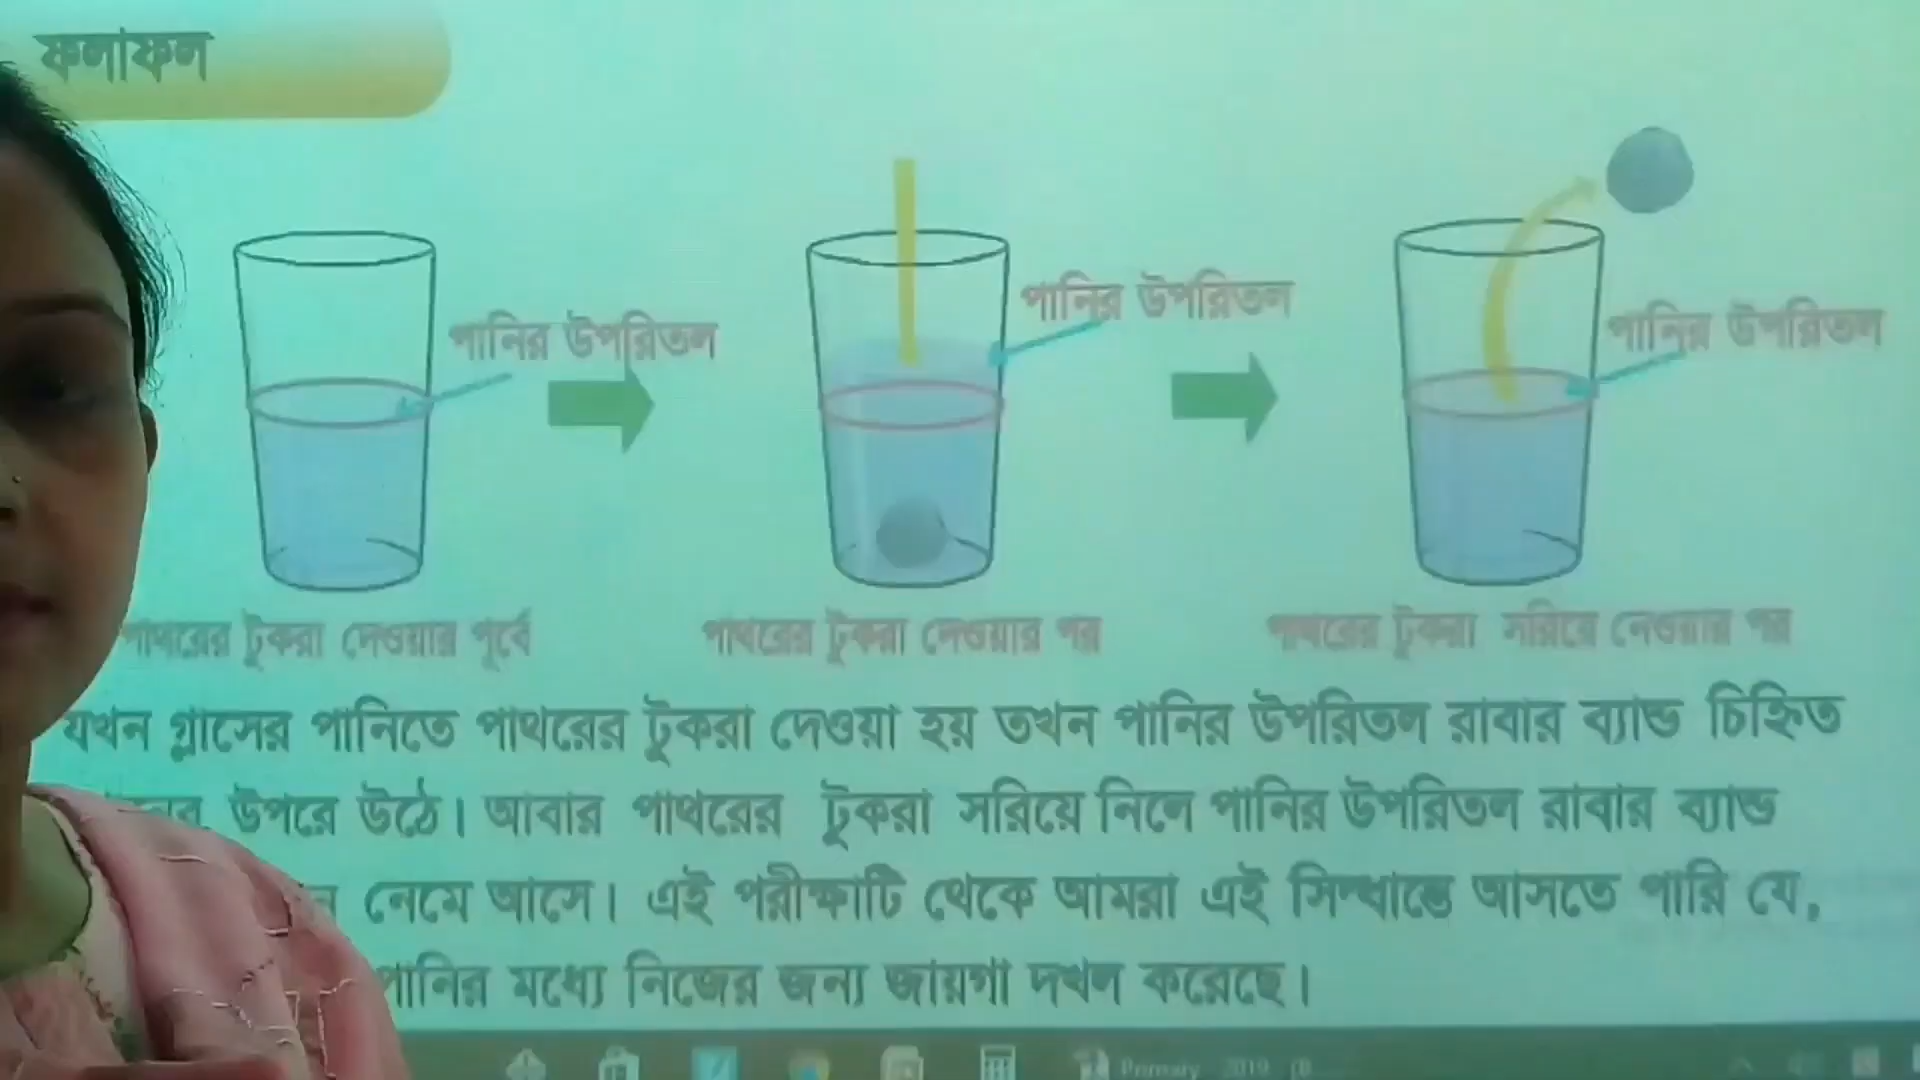 ফলাফল
পানির উপরিতল
পানির উপরিতল
পানির উপরিতল
পাথরের টুকরা দেওয়ার পূর্বে
পাথরের টুকরা দেওয়ার পর
পাথরের টুকরা সরিয়ে নেওয়ার পর
যখন গ্লাসের পানিতে পাথরের টুকরা দেওয়া হয় তখন পানির উপরিতল রাবার ব্যান্ড চিহ্নিত
উপরে উঠে। আবার পাথরের টুকরা সরিয়ে নিলে পানির উপরিতল রাবার ব্যান্ড
নেমে আসে। এই পরীক্ষাটি থেকে আমরা এই সিদ্ধান্তে আসতে পারি যে,
পানির মধ্যে নিজের জন্য জায়গা দখল করেছে।
Primary 2019